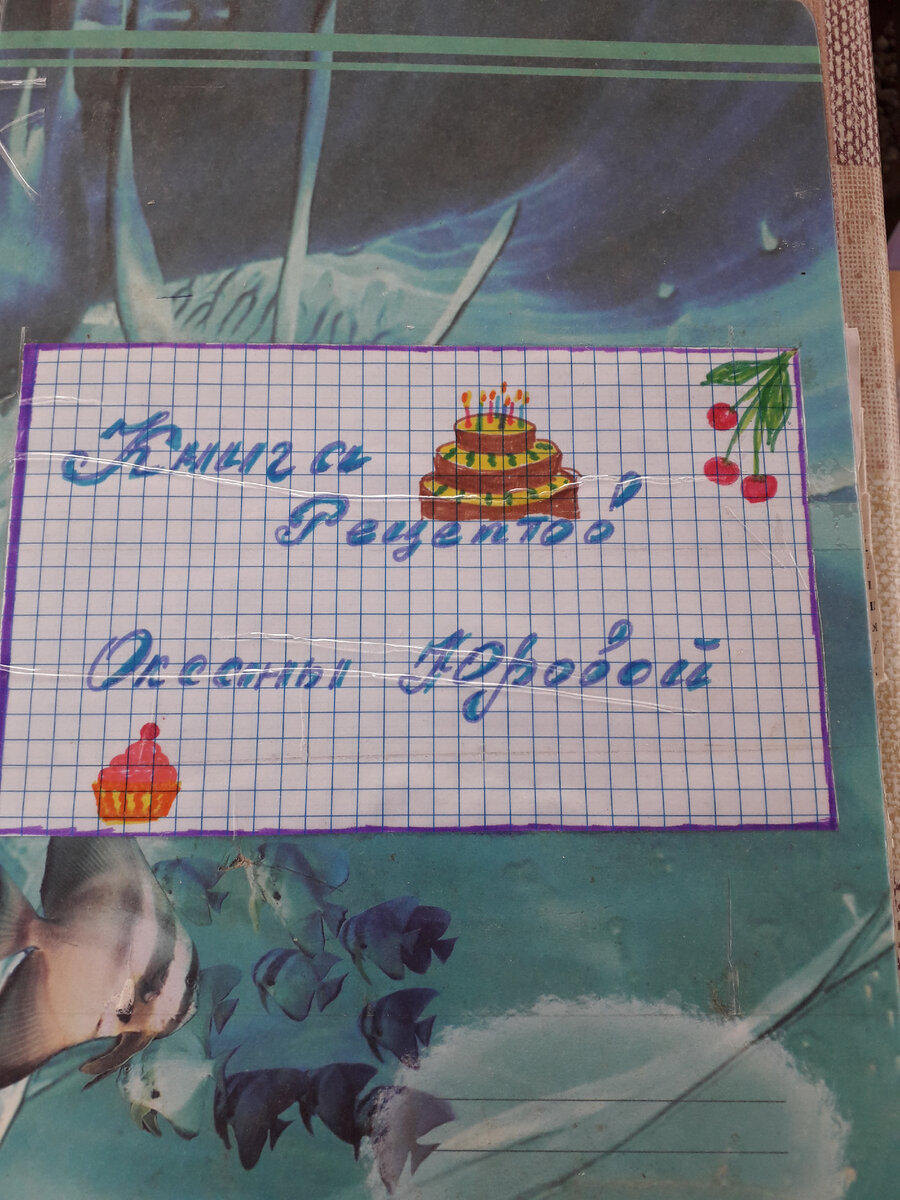 Книга
Рецептов
Оксаны Юровой